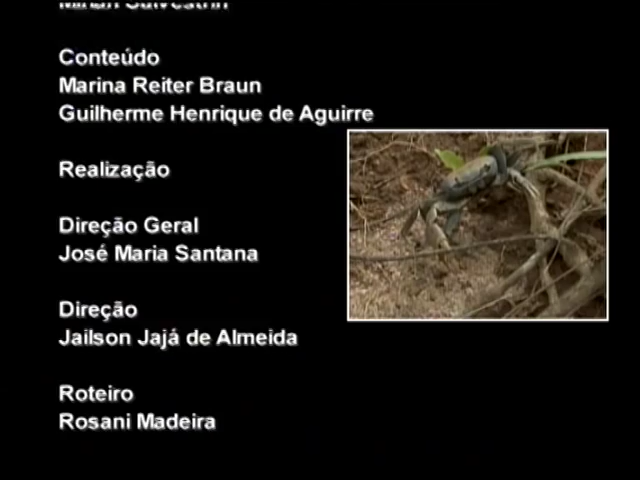 Conteúdo
Marina Reiter Braun
Guilherme Henrique de Aguirre
Realização
Direção Geral
José Maria Santana
Direção
Jailson Jajá de Almeida
Roteiro
Rosani Madeira